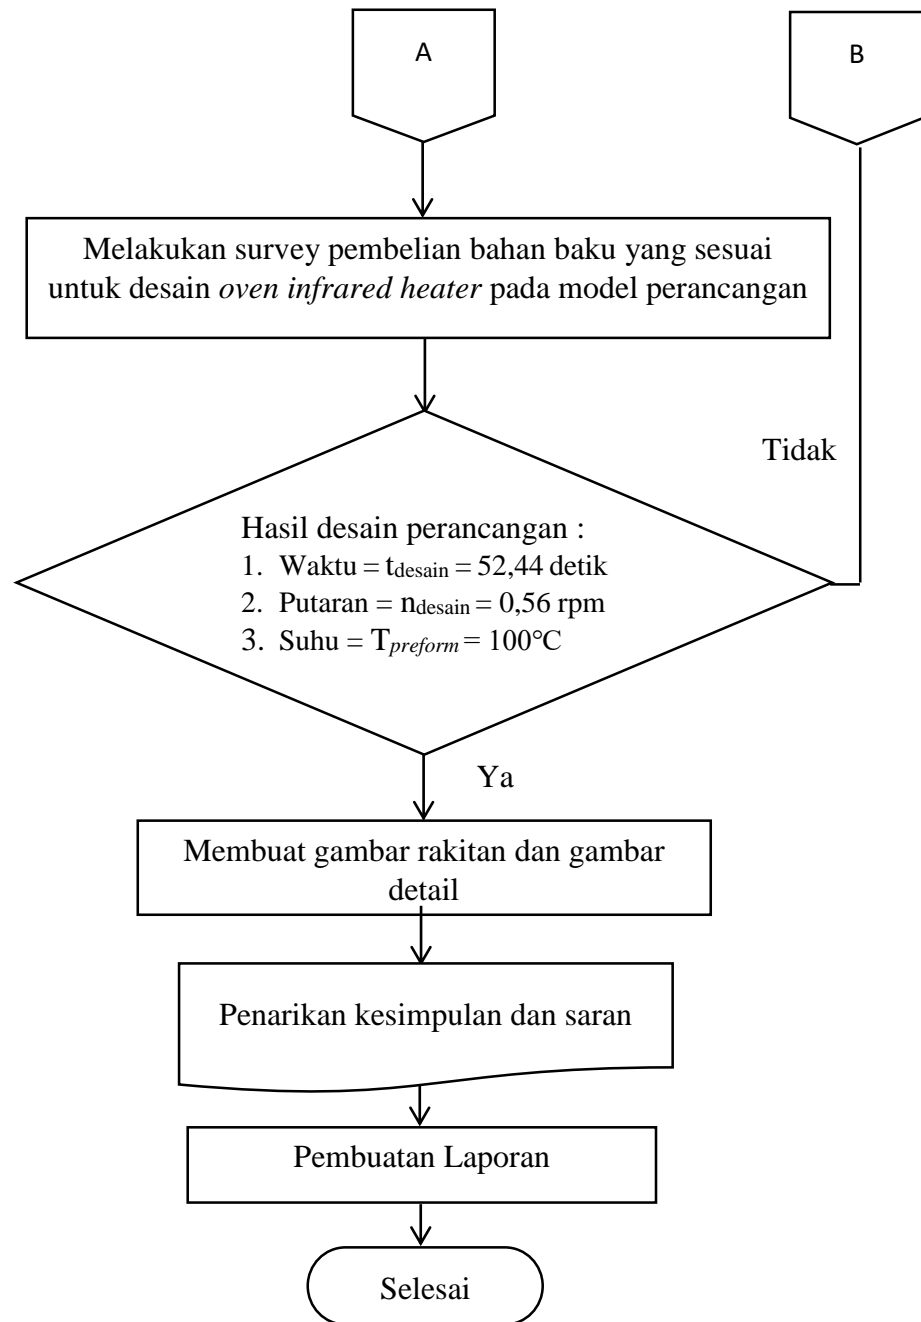 A
B
Melakukan survey pembelian bahan baku yang sesuai
untuk desain oven infrared heater pada model perancangan
Tidak
Hasil desain perancangan :
1. Waktu = tdesain = 52,44 detik
2. Putaran = ndesain = 0,56 rpm
3. Suhu = Tpreform = 100°C
Ya
Membuat gambar rakitan dan gambar
detail
Penarikan kesimpulan dan saran
Pembuatan Laporan
Selesai